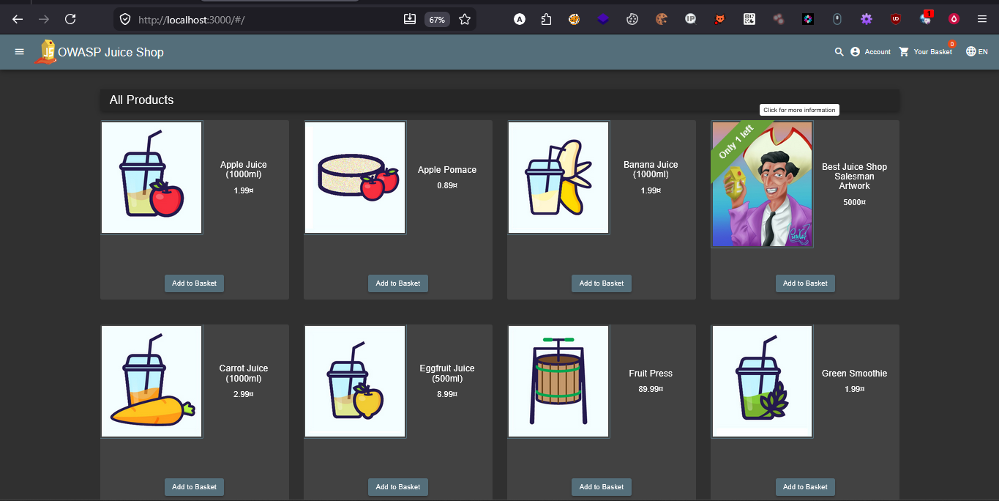 http://localhost:3000/#/
67%
A
IP
UD
1
JS
OWASP Juice Shop
Account
0
Your Basket
EN
All Products
Click for more information
Apple Juice
(1000ml)
1.99¤
Add to Basket
Apple Pomace
0.89¤
Add to Basket
Banana Juice
(1000ml)
1.99¤
Add to Basket
Only 1 left
Best Juice Shop
Salesman
Artwork
5000¤
Add to Basket
Carrot Juice
(1000ml)
2.99¤
Add to Basket
Eggfruit Juice
(500ml)
8.99¤
Add to Basket
Fruit Press
89.99¤
Add to Basket
Green Smoothie
1.99¤
Add to Basket